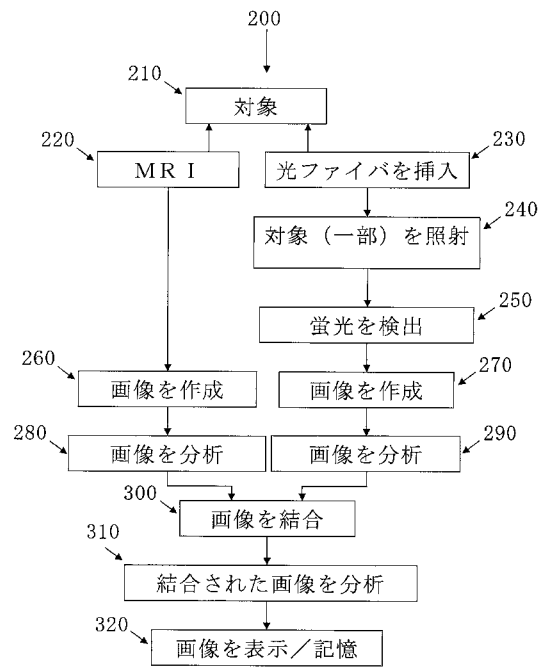 200
210
対象
220
230
ＭＲＩ
光ファイバを挿入
240
対象（一部）を照射
250
蛍光を検出
260
270
画像を作成
画像を作成
280
290
画像を分析
画像を分析
300
画像を結合
310
結合された画像を分析
320
画像を表示／記憶